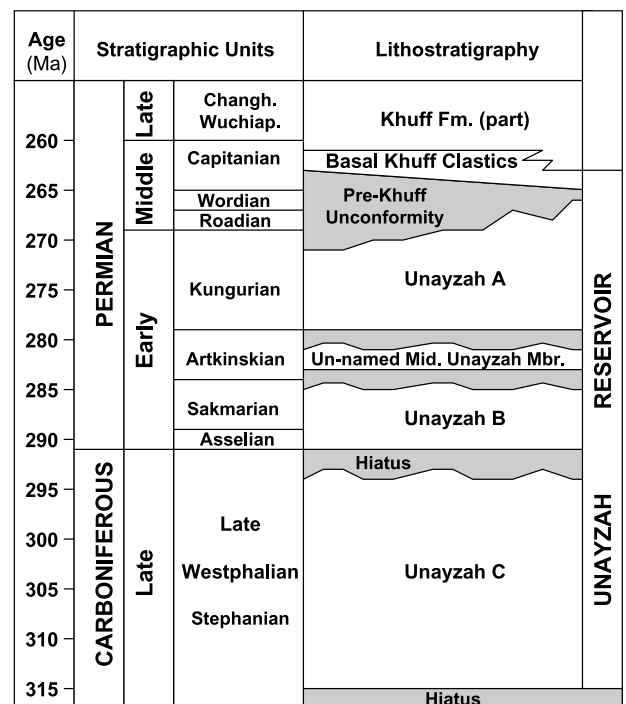 Age
(Ma)
Stratigraphic Units
Lithostratigraphy
260
265
270
275
280
285
290
295
300
305
310
315
PERMIAN
CARBONIFEROUS
Late
Middle
Early
Late
Changh.
Wuchiap.
Capitanian
Wordian
Roadian
Kungurian
Artkinskian
Sakmarian
Asselian
Late
Westphalian
Stephanian
Khuff Fm. (part)
Basal Khuff Clastics
Pre-Khuff
Unconformity
Unayzah A
Un-named Mid. Unayzah Mbr.
Unayzah B
Hiatus
Unayzah C
Hiatus
UNAYZAH RESERVOIR